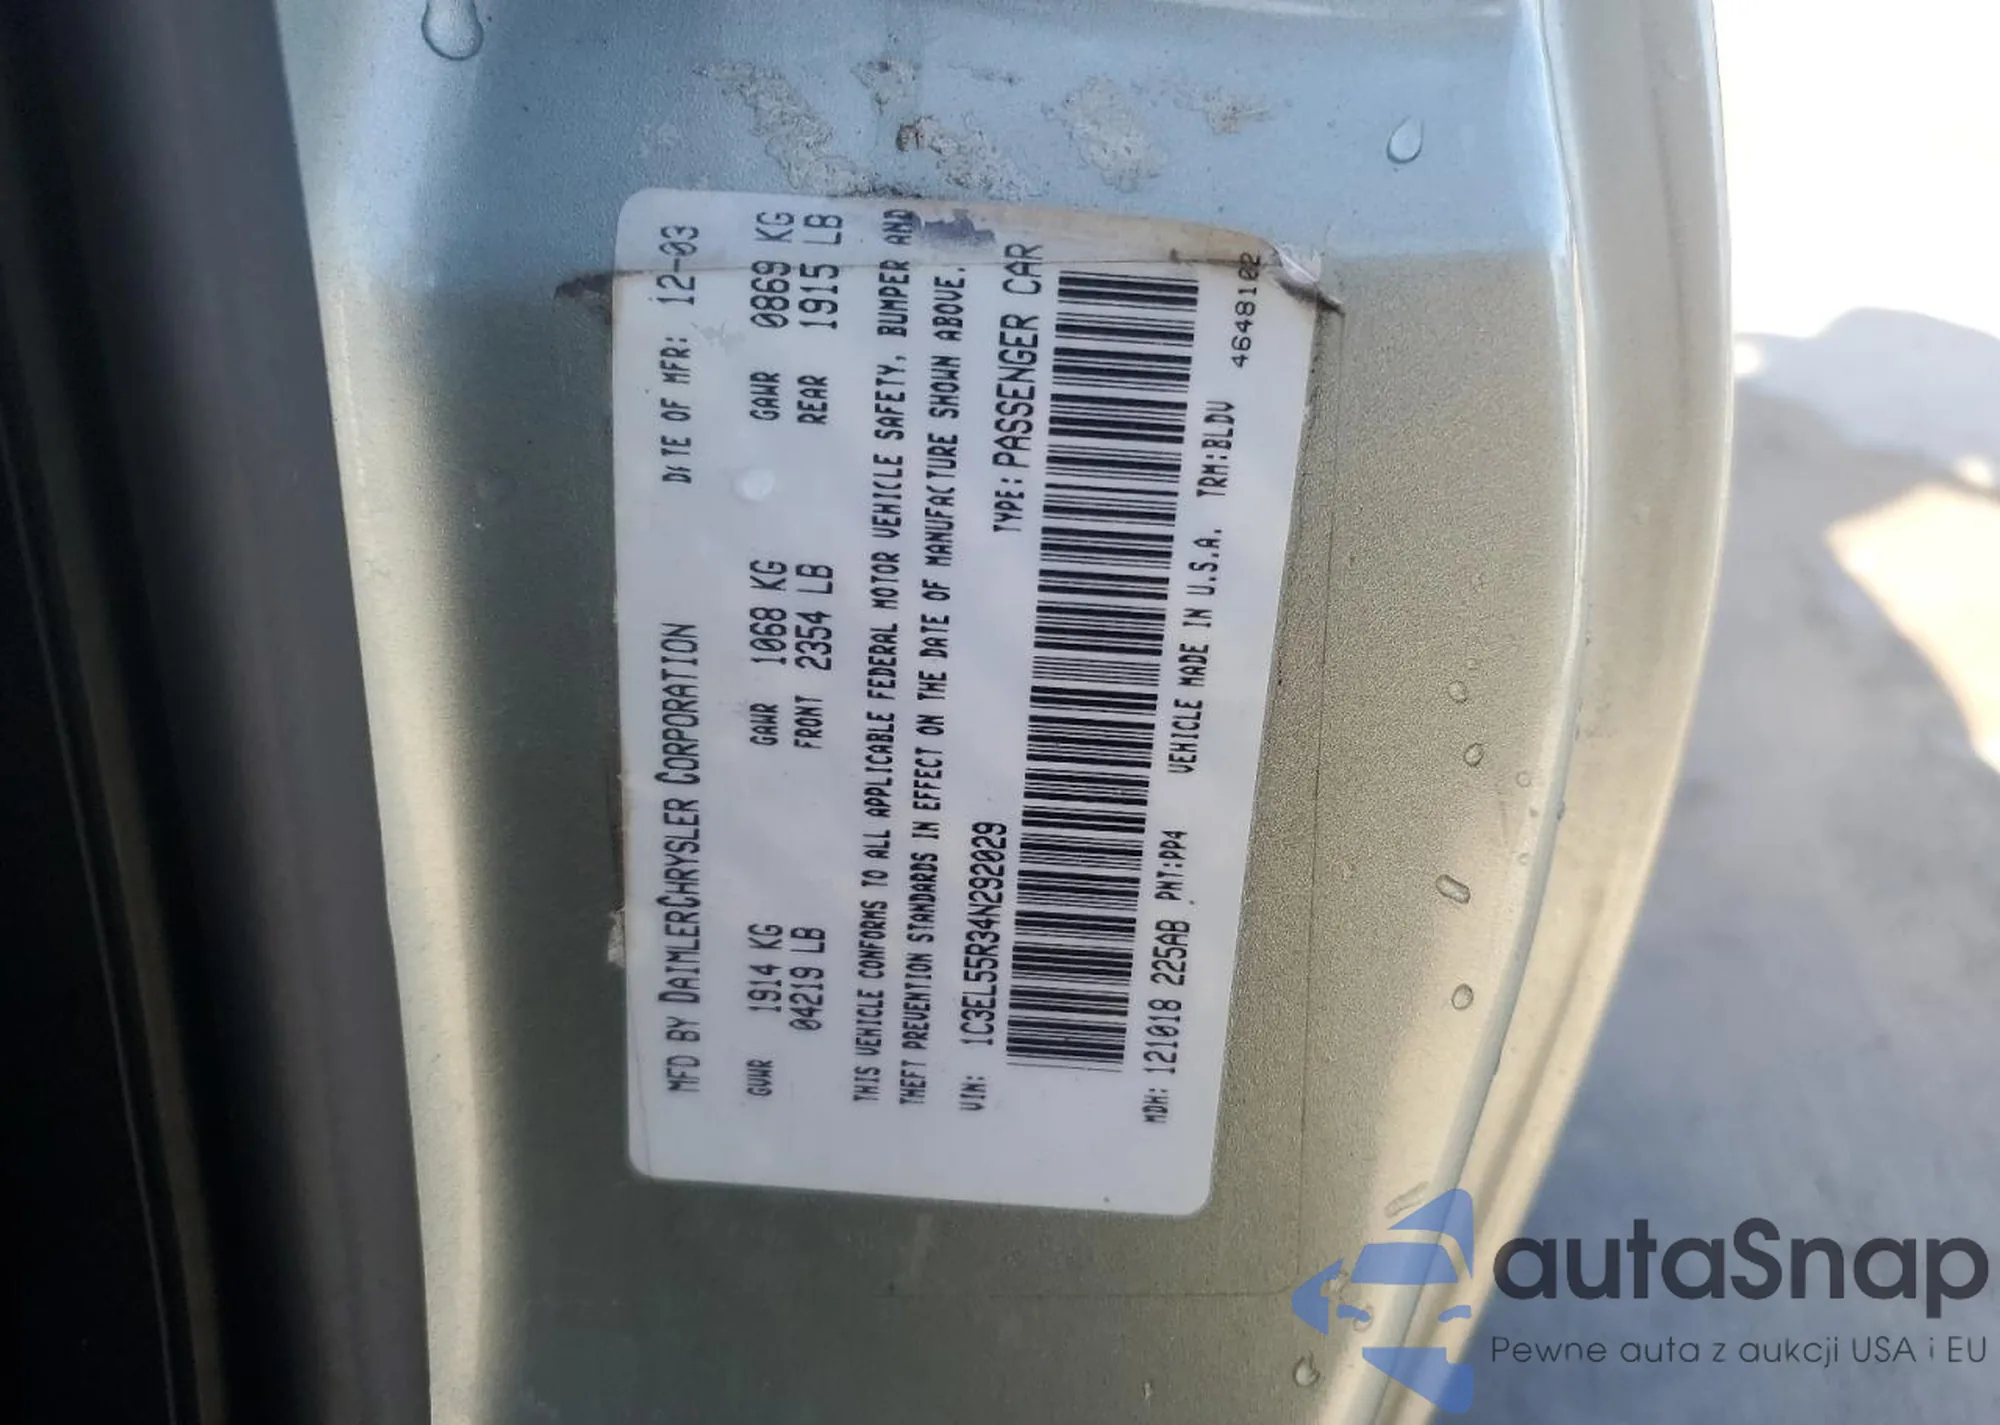 MFD BY DAIMLERCHRYSLER CORPORATION DATE OF MFR: 12-03
GVWR 1914 KG GAWR 1068 KG GAWR 0869 KG
04219 LB FRONT 2354 LB REAR 1915 LB
THIS VEHICLE CONFORMS TO ALL APPLICABLE FEDERAL MOTOR VEHICLE SAFETY, BUMPER AND
THEFT PREVENTION STANDARDS IN EFFECT ON THE DATE OF MANUFACTURE SHOWN ABOVE.
VIN: 1C3EL55R34N292029 TYPE: PASSENGER CAR
MDH: 121018 225AB PNT:PP4 VEHICLE MADE IN U.S.A. TRM:BLDV
4648102
autaSnap
Pewne auta z aukcji USA i EU